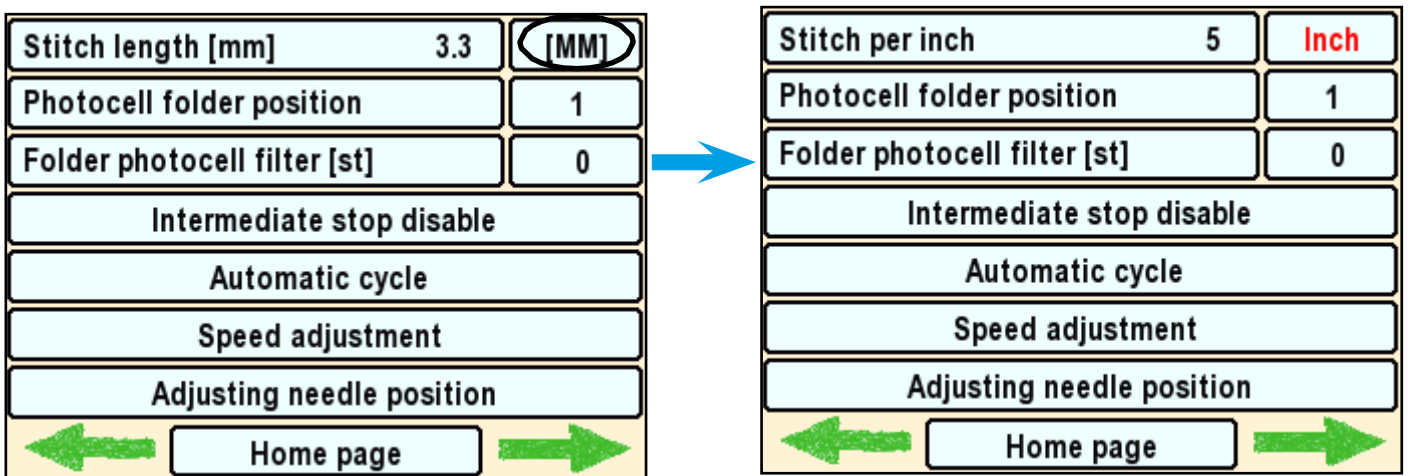 Stitch length [mm] 3.3 [MM]
Photocell folder position 1
Folder photocell filter [st] 0
Intermediate stop disable
Automatic cycle
Speed adjustment
Adjusting needle position
Home page
Stitch per inch 5 Inch
Photocell folder position 1
Folder photocell filter [st] 0
Intermediate stop disable
Automatic cycle
Speed adjustment
Adjusting needle position
Home page